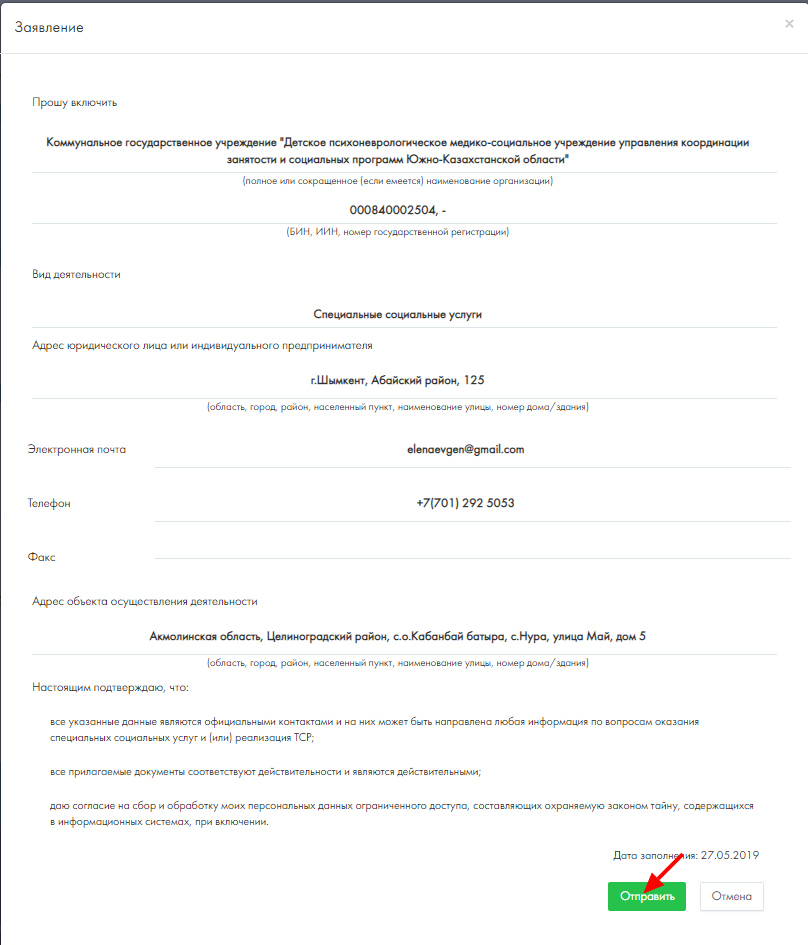 Заявление
×
Прошу включить
Коммунальное государственное учреждение "Детское психоневрологическое медико-социальное учреждение управления координации
занятости и социальных программ Южно-Казахстанской области"
(полное или сокращенное (если емеется) наименование организации)
000840002504, -
(БИН, ИИН, номер государственной регистрации)
Вид деятельности
Специальные социальные услуги
Адрес юридического лица или индивидуального предпринимателя
г.Шымкент, Абайский район, 125
(область, город, район, населенный пункт, наименование улицы, номер дома/здания)
Электронная почта
elenaevgen@gmail.com
Телефон
+7(701) 292 5053
Факс
Адрес объекта осуществления деятельности
Акмолинская область, Целиноградский район, с.о.Кабанбай батыра, с.Нура, улица Май, дом 5
(область, город, район, населенный пункт, наименование улицы, номер дома/здания)
Настоящим подтверждаю, что:
все указанные данные являются официальными контактами и на них может быть направлена любая информация по вопросам оказания
специальных социальных услуг и (или) реализация ТСР;
все прилагаемые документы соответствуют действительности и являются действительными;
даю согласие на сбор и обработку моих персональных данных ограниченного доступа, составляющих охраняемую законом тайну, содержащихся
в информационных системах, при включении.
Дата заполнения: 27.05.2019
Отправить
Отмена